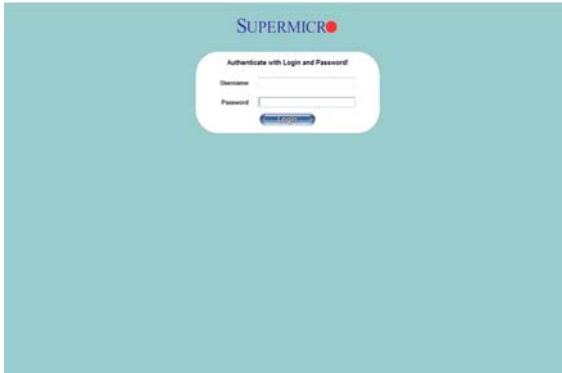 SUPERMICRO
Authenticate with Login and Password!
Username
Password
Login